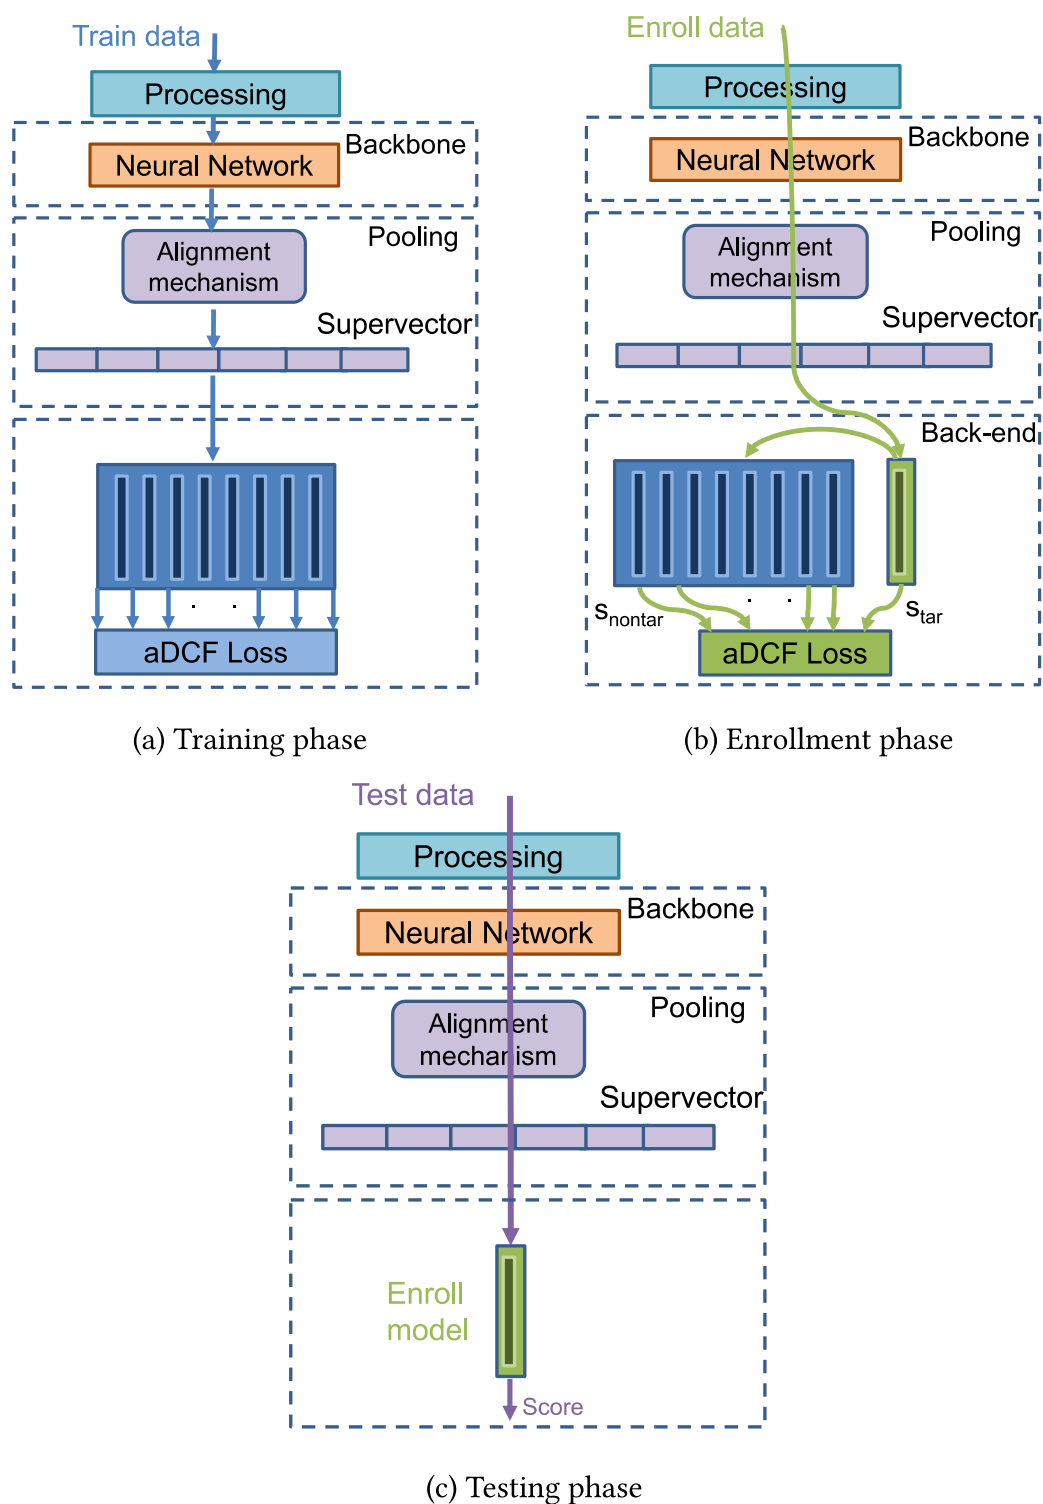 Train data
Processing
Backbone
Neural Network
Pooling
Alignment
mechanism
Supervector
aDCF Loss
(a) Training phase
Enroll data
Processing
Backbone
Neural Network
Pooling
Alignment
mechanism
Supervector
Back-end
. .
s_nontar
s_tar
aDCF Loss
(b) Enrollment phase
Test data
Processing
Backbone
Neural Network
Pooling
Alignment
mechanism
Supervector
Enroll
model
Score
(c) Testing phase